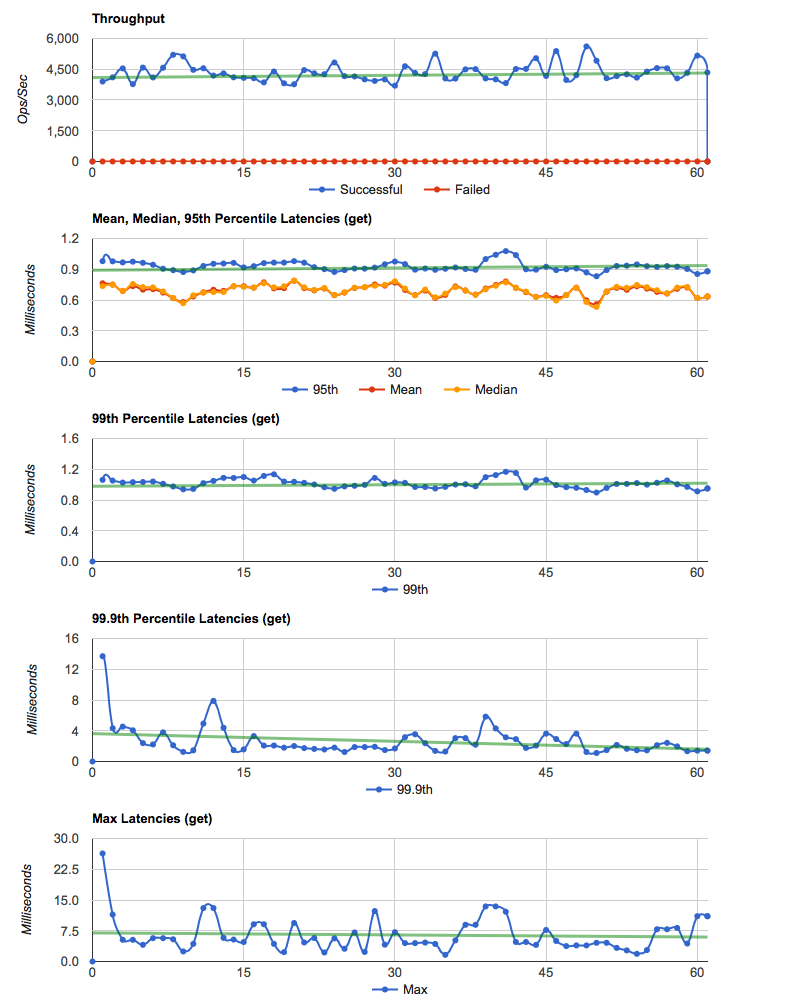 Throughput
6,000
4,500
3,000
1,500
0
Ops/Sec
0 15 30 45 60
Successful Failed
Mean, Median, 95th Percentile Latencies (get)
1.2
0.9
0.6
0.3
0.0
Milliseconds
0 15 30 45 60
95th Mean Median
99th Percentile Latencies (get)
1.6
1.2
0.8
0.4
0.0
Milliseconds
0 15 30 45 60
99th
99.9th Percentile Latencies (get)
16
12
8
4
0
Milliseconds
0 15 30 45 60
99.9th
Max Latencies (get)
30.0
22.5
15.0
7.5
0.0
Milliseconds
0 15 30 45 60
Max